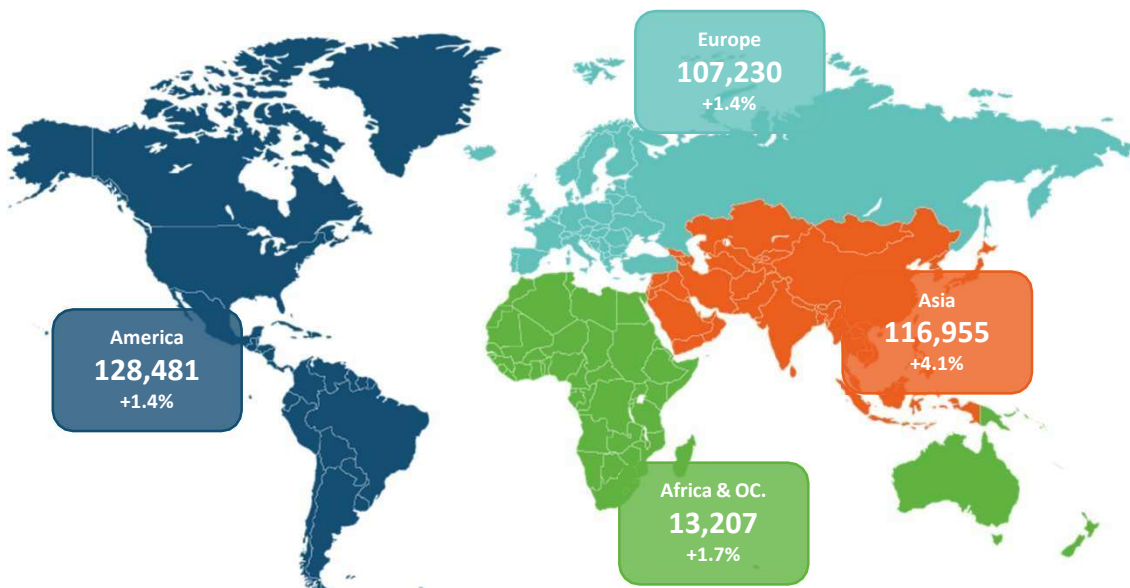 Europe
107,230
+1.4%
Asia
116,955
+4.1%
America
128,481
+1.4%
Africa & OC.
13,207
+1.7%